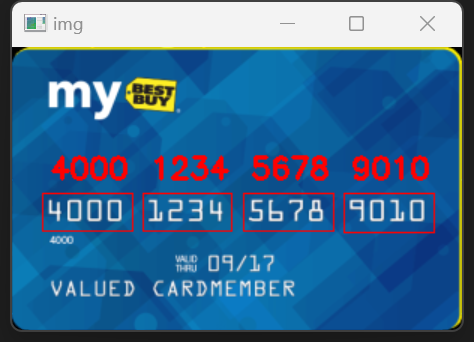 img
my BEST BUY
4000 1234 5678 9010
4000 1234 5678 9010
4000
VALID THRU 09/17
VALUED CARDMEMBER